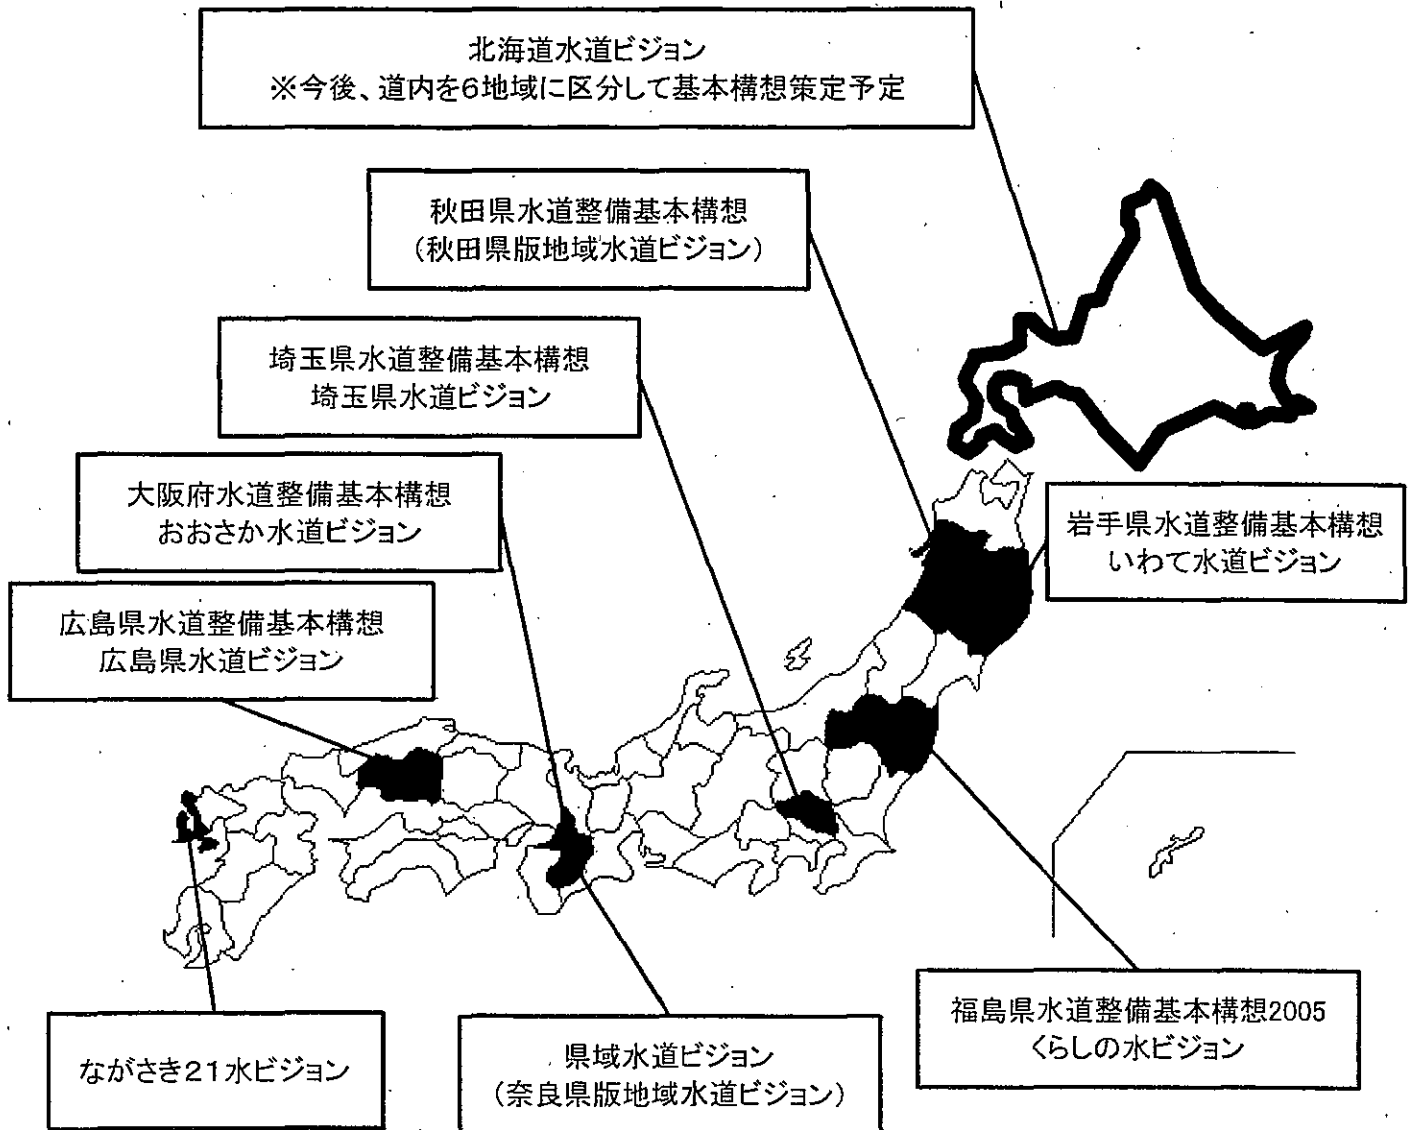 北海道水道ビジョン
※今後、道内を6地域に区分して基本構想策定予定
秋田県水道整備基本構想
(秋田県版地域水道ビジョン)
埼玉県水道整備基本構想
埼玉県水道ビジョン
大阪府水道整備基本構想
おおさか水道ビジョン
岩手県水道整備基本構想
いわて水道ビジョン
広島県水道整備基本構想
広島県水道ビジョン
福島県水道整備基本構想2005
くらしの水ビジョン
ながさき21水ビジョン
県域水道ビジョン
(奈良県版地域水道ビジョン)